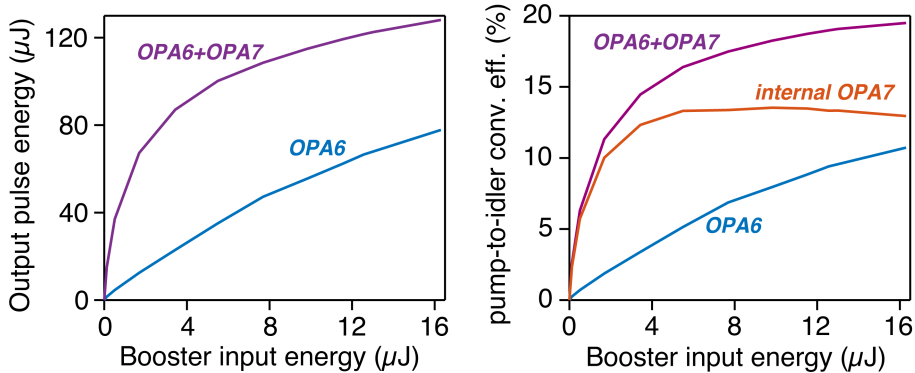 Output pulse energy (µJ)
120
80
40
0
OPA6+OPA7
OPA6
0 4 8 12 16
Booster input energy (µJ)
pump-to-idler conv. eff. (%)
20
15
10
5
0
OPA6+OPA7
internal OPA7
OPA6
0 4 8 12 16
Booster input energy (µJ)